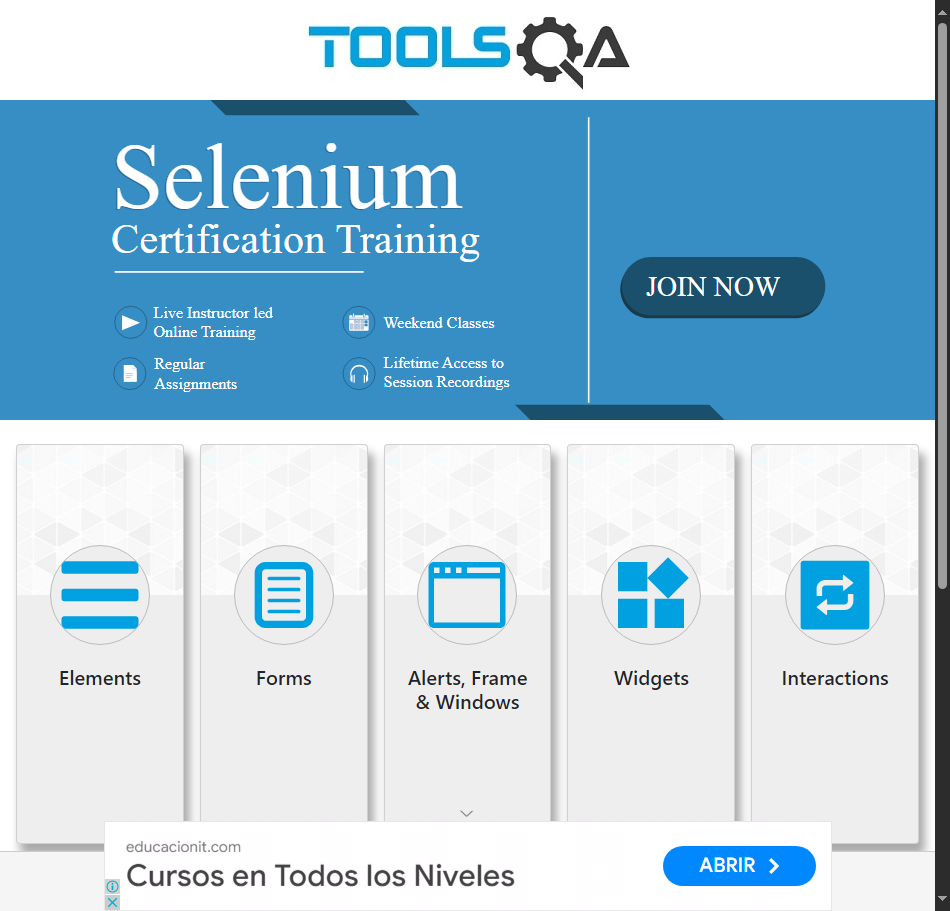 TOOLSQA
Selenium
Certification Training
JOIN NOW
Live Instructor led
Online Training
Weekend Classes
Regular
Assignments
Lifetime Access to
Session Recordings
Elements
Forms
Alerts, Frame
& Windows
Widgets
Interactions
educacionit.com
Cursos en Todos los Niveles
ABRIR